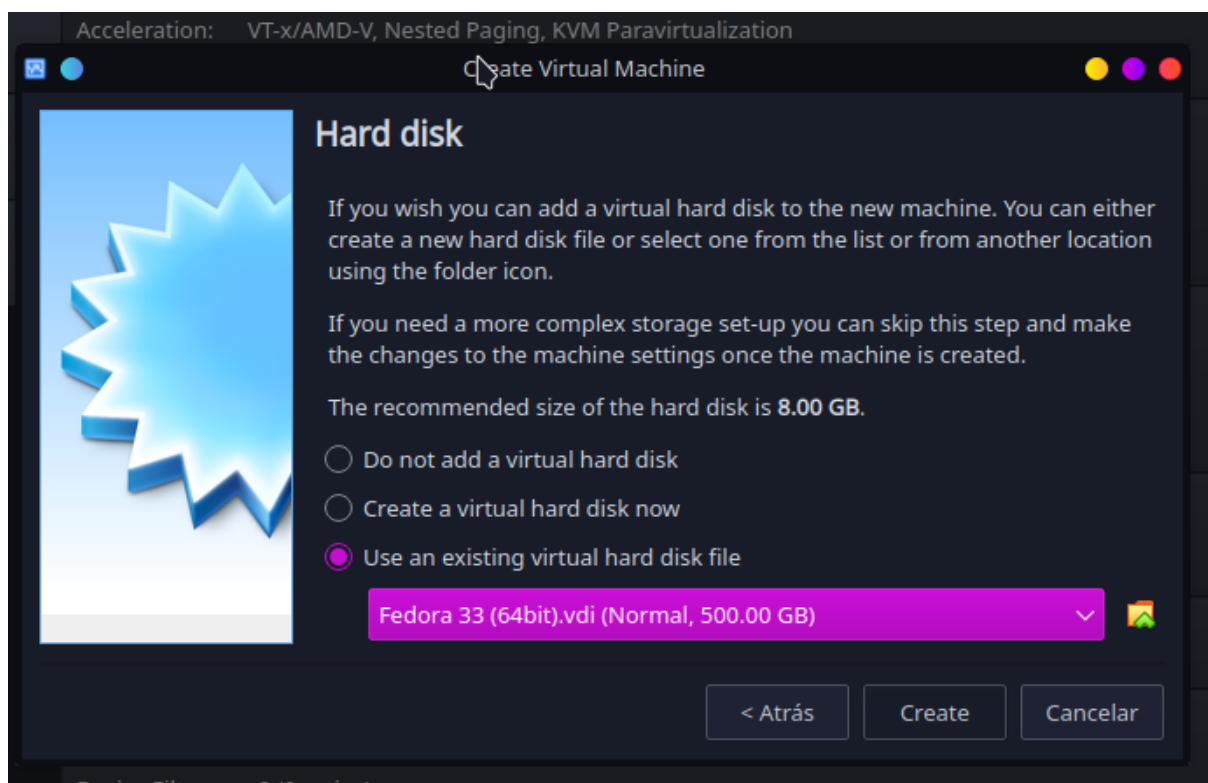 Acceleration: VT-x/AMD-V, Nested Paging, KVM Paravirtualization
Create Virtual Machine
Hard disk
If you wish you can add a virtual hard disk to the new machine. You can either
create a new hard disk file or select one from the list or from another location
using the folder icon.
If you need a more complex storage set-up you can skip this step and make
the changes to the machine settings once the machine is created.
The recommended size of the hard disk is 8.00 GB.
Do not add a virtual hard disk
Create a virtual hard disk now
Use an existing virtual hard disk file
Fedora 33 (64bit).vdi (Normal, 500.00 GB)
< Atrás
Create
Cancelar